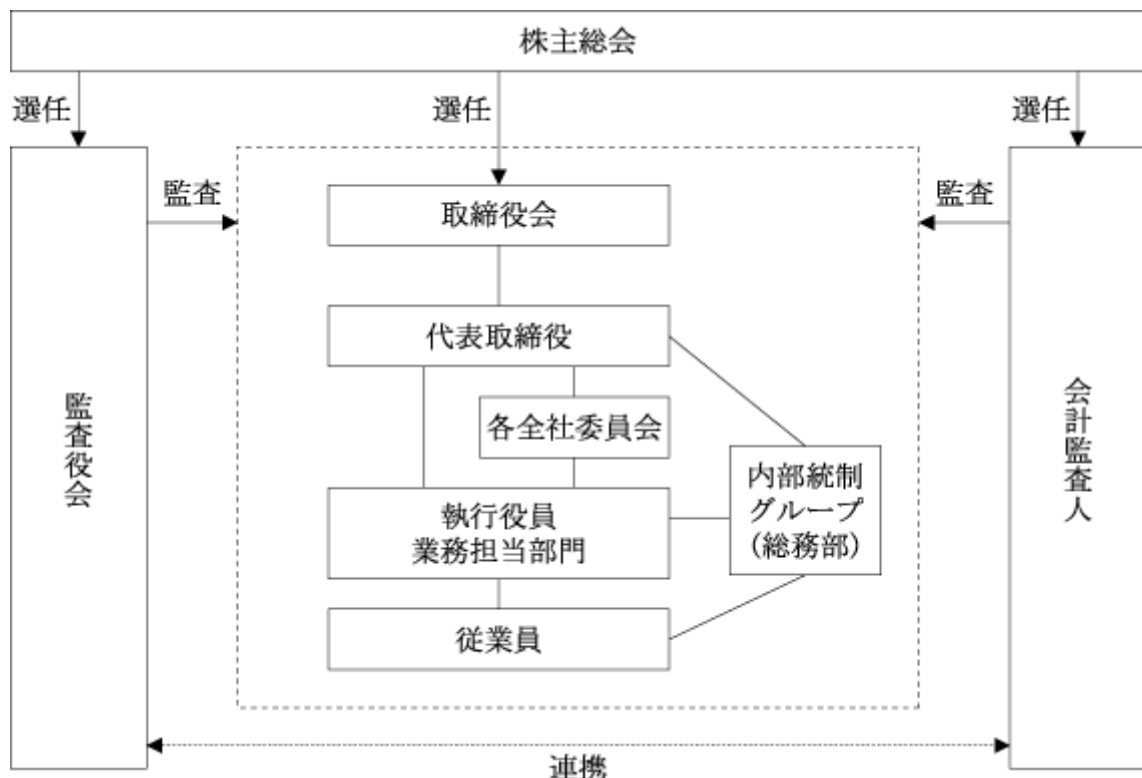 株主総会
選任
選任
選任
監査
監査
取締役会
代表取締役
各全社委員会
監査役会
会計監査人
内部統制
グループ
(総務部)
執行役員
業務担当部門
従業員
連携